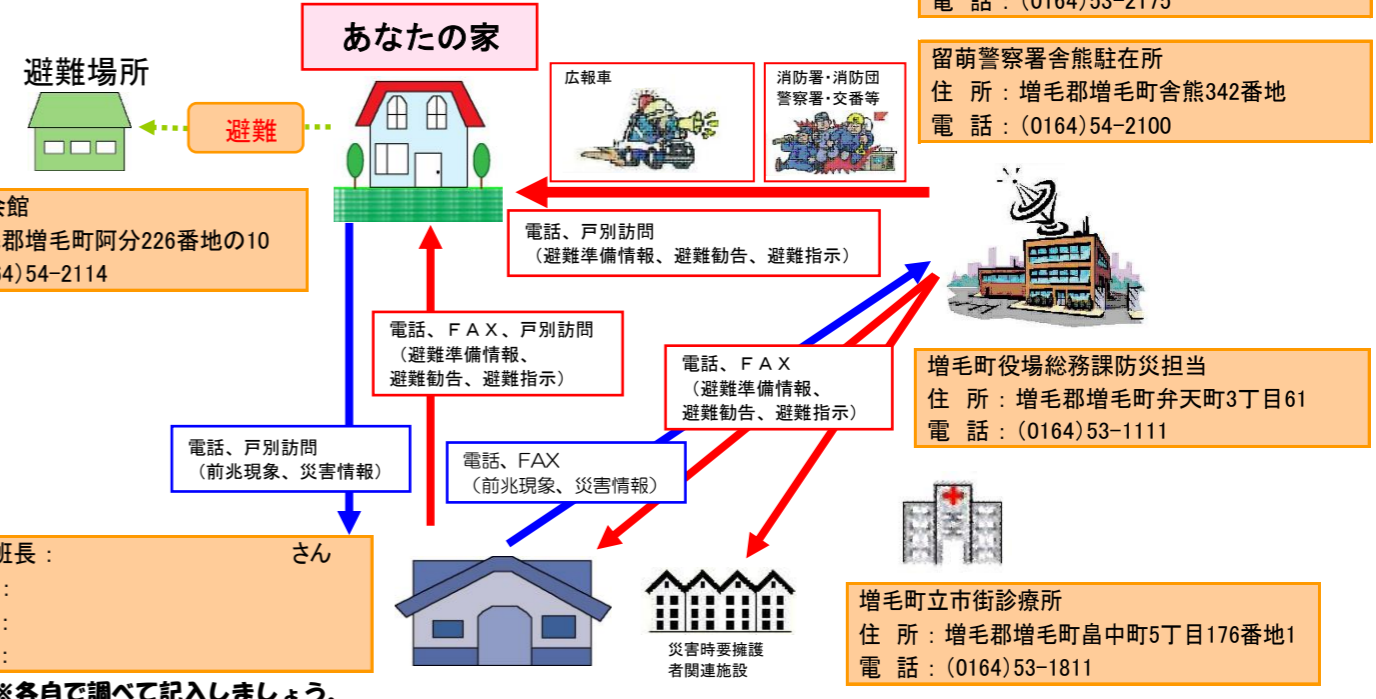 電 話：(0164)53-2175
あなたの家
避難場所
避難
広報車
消防署・消防団
警察署・交番等
留萌警察署舎熊駐在所
住 所：増毛郡増毛町舎熊342番地
電 話：(0164)54-2100
会館
郡増毛町阿分226番地の10
64)54-2114
電話、戸別訪問
（避難準備情報、避難勧告、避難指示）
電話、ＦＡＸ、戸別訪問
（避難準備情報、
避難勧告、避難指示）
電話、ＦＡＸ
（避難準備情報、
避難勧告、避難指示）
増毛町役場総務課防災担当
住 所：増毛郡増毛町弁天町3丁目61
電 話：(0164)53-1111
電話、戸別訪問
（前兆現象、災害情報）
電話、FAX
（前兆現象、災害情報）
班長： さん
：
：
：
※各自で調べて記入しましょう。
災害時要擁護
者関連施設
増毛町立市街診療所
住 所：増毛郡増毛町畠中町5丁目176番地1
電 話：(0164)53-1811